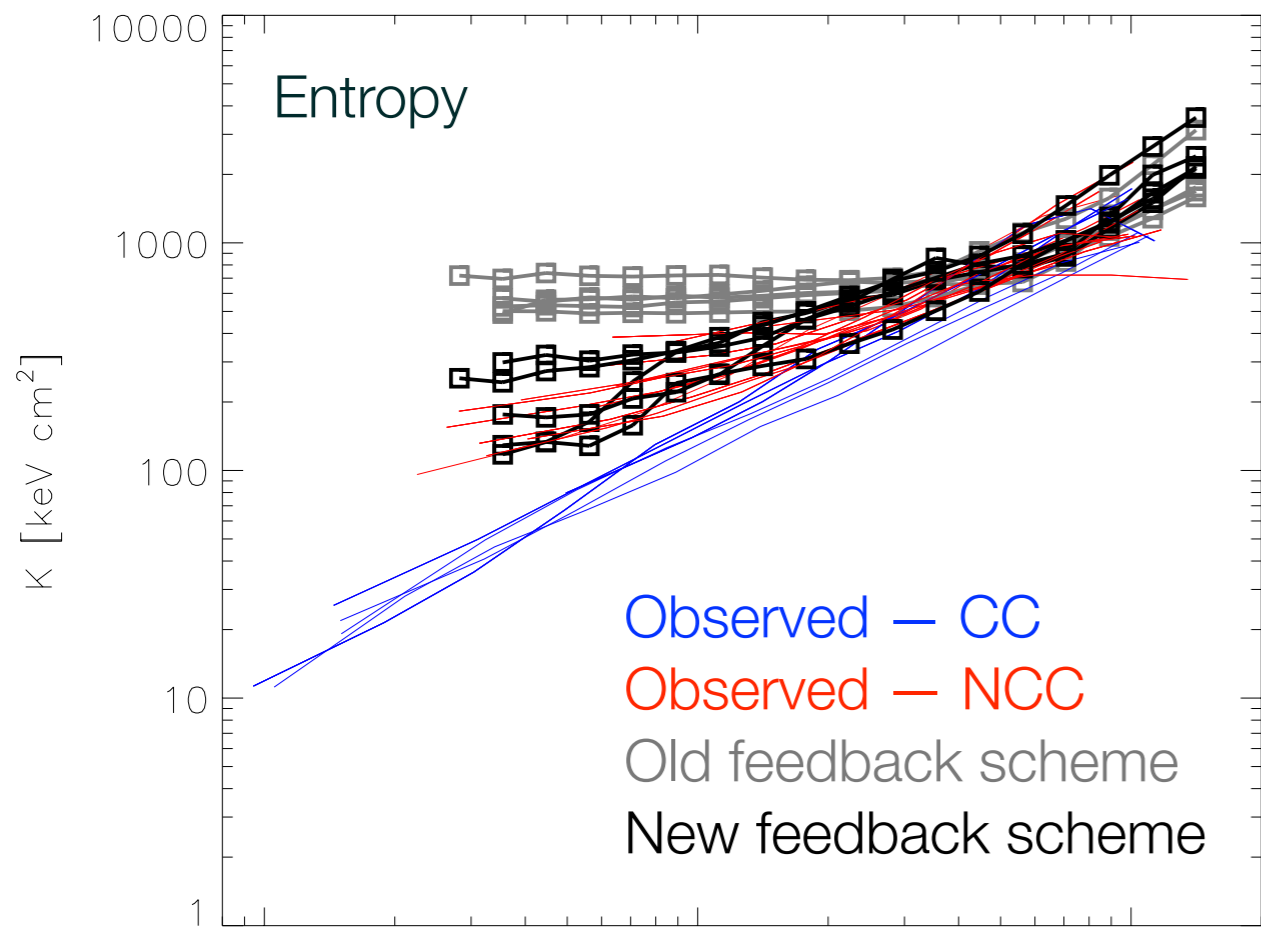 10000
Entropy
1000
K [keV cm²]
100
Observed — CC
10
Observed — NCC
Old feedback scheme
New feedback scheme
1